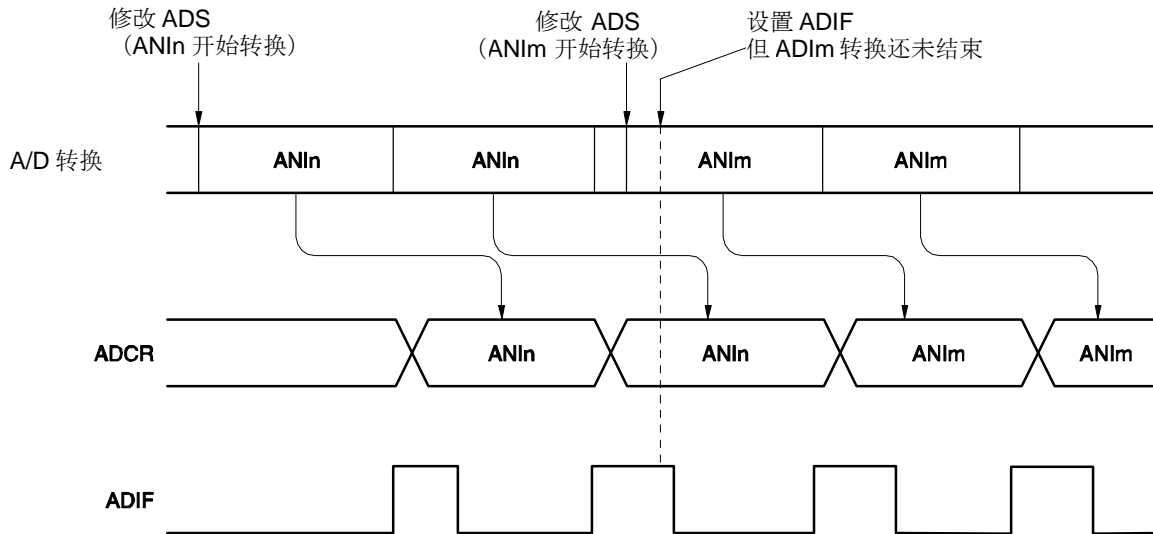 修改 ADS
（ANIn 开始转换）
修改 ADS
（ANIm 开始转换）
设置 ADIF
但 ADIm 转换还未结束
A/D 转换
ANIn
ANIn
ANIm
ANIm
ADCR
ANIn
ANIn
ANIm
ANIm
ADIF